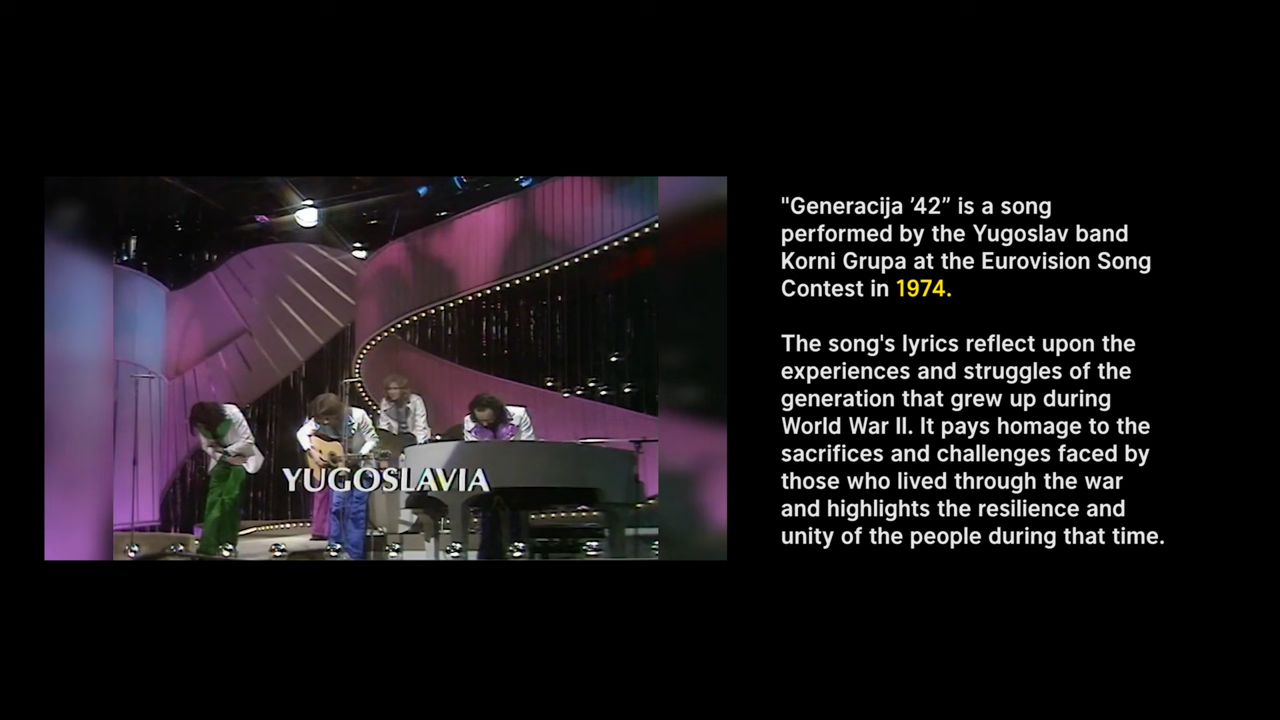 YUGOSLAVIA
"Generacija ’42” is a song
performed by the Yugoslav band
Korni Grupa at the Eurovision Song
Contest in 1974.
The song's lyrics reflect upon the
experiences and struggles of the
generation that grew up during
World War II. It pays homage to the
sacrifices and challenges faced by
those who lived through the war
and highlights the resilience and
unity of the people during that time.